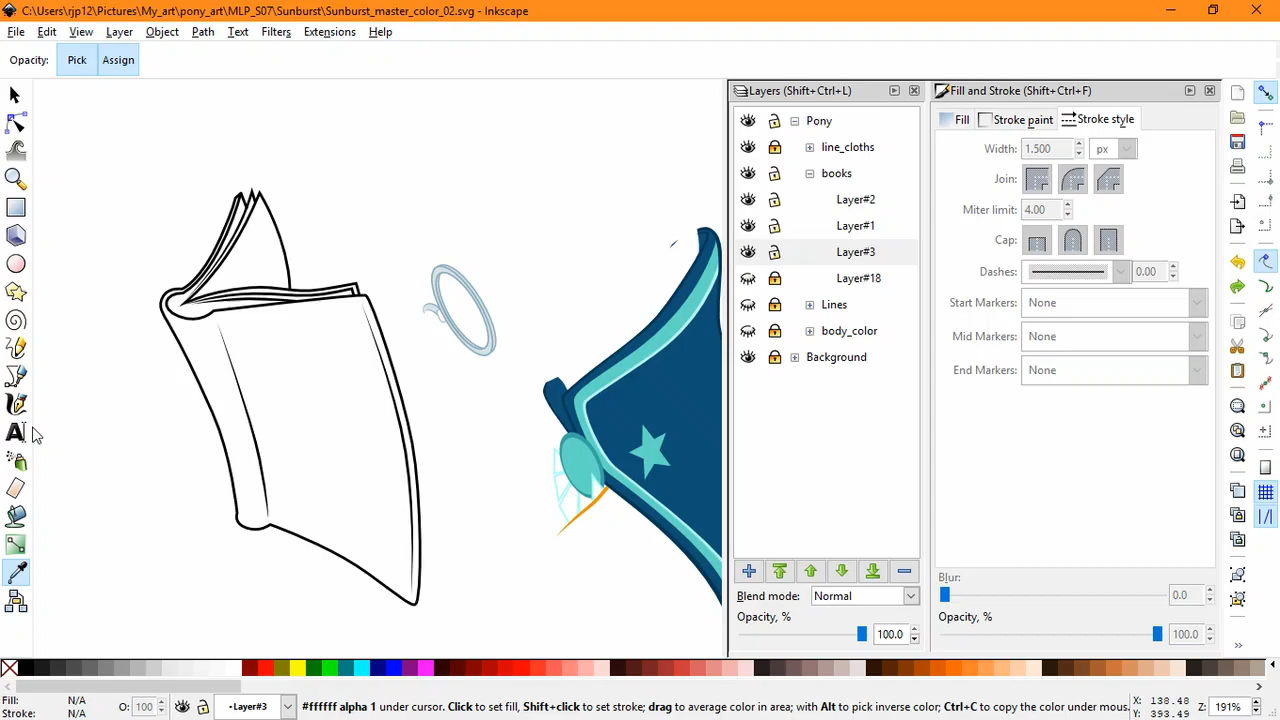 C:\Users\rjp12\Pictures\My_art\pony_art\MLP_S07\Sunburst\Sunburst_master_color_02.svg - Inkscape
File Edit View Layer Object Path Text Filters Extensions Help
Opacity: Pick Assign
Layers (Shift+Ctrl+L)
Pony
line_cloths
books
Layer#2
Layer#1
Layer#3
Layer#18
Lines
body_color
Background
Blend mode: Normal
Opacity, %
100.0
Fill and Stroke (Shift+Ctrl+F)
Fill Stroke paint Stroke style
Width: 1.500 px
Join:
Miter limit: 4.00
Cap:
Dashes: 0.00
Start Markers: None
Mid Markers: None
End Markers: None
Blur:
0.0
Opacity, %
100.0
Fill: N/A
Stroke: N/A
O: 100
-Layer#3
#ffffff alpha 1 under cursor. Click to set fill, Shift+click to set stroke; drag to average color in area; with Alt to pick inverse color; Ctrl+C to copy the color under mous
X: 138.48
Y: 393.49
Z: 191%